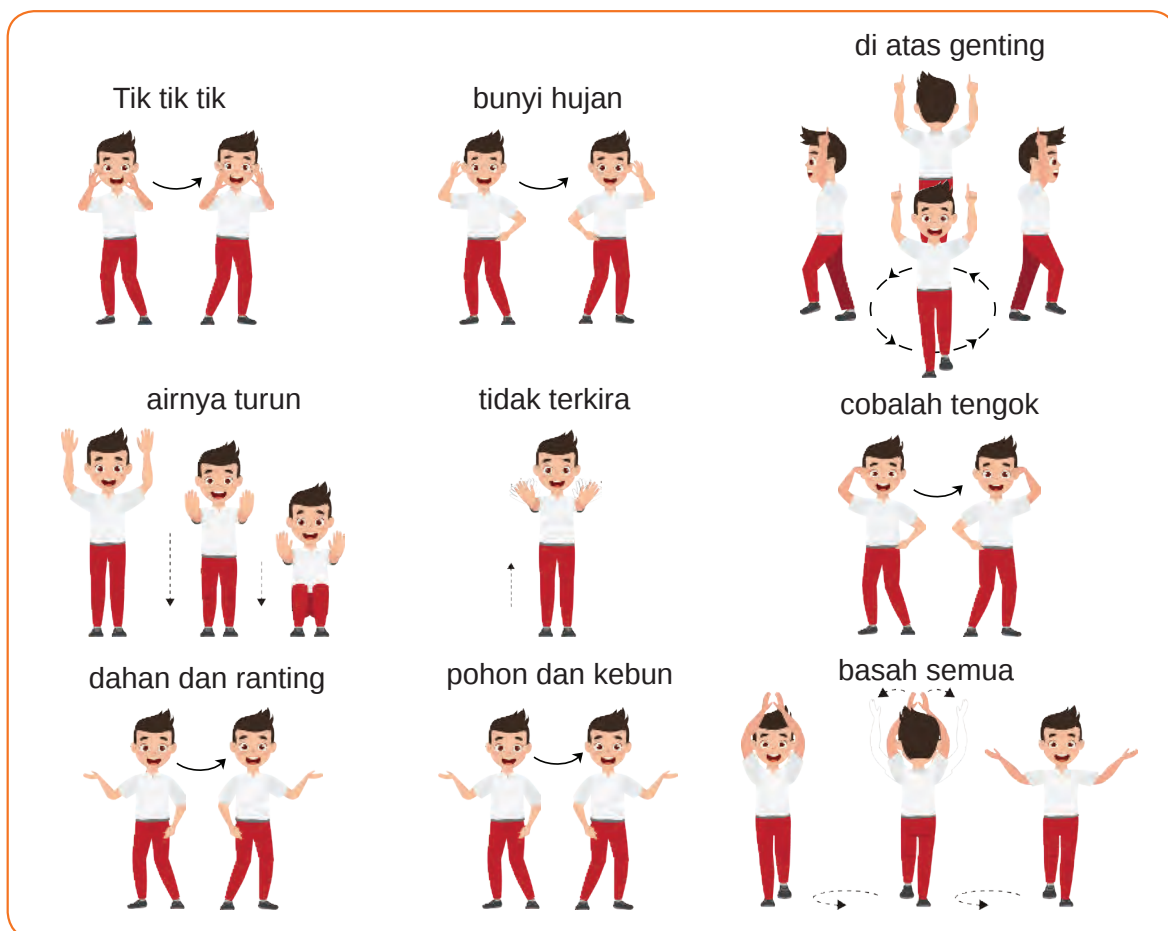 Tik tik tik
bunyi hujan
di atas genting
airnya turun
tidak terkira
cobalah tengok
dahan dan ranting
pohon dan kebun
basah semua